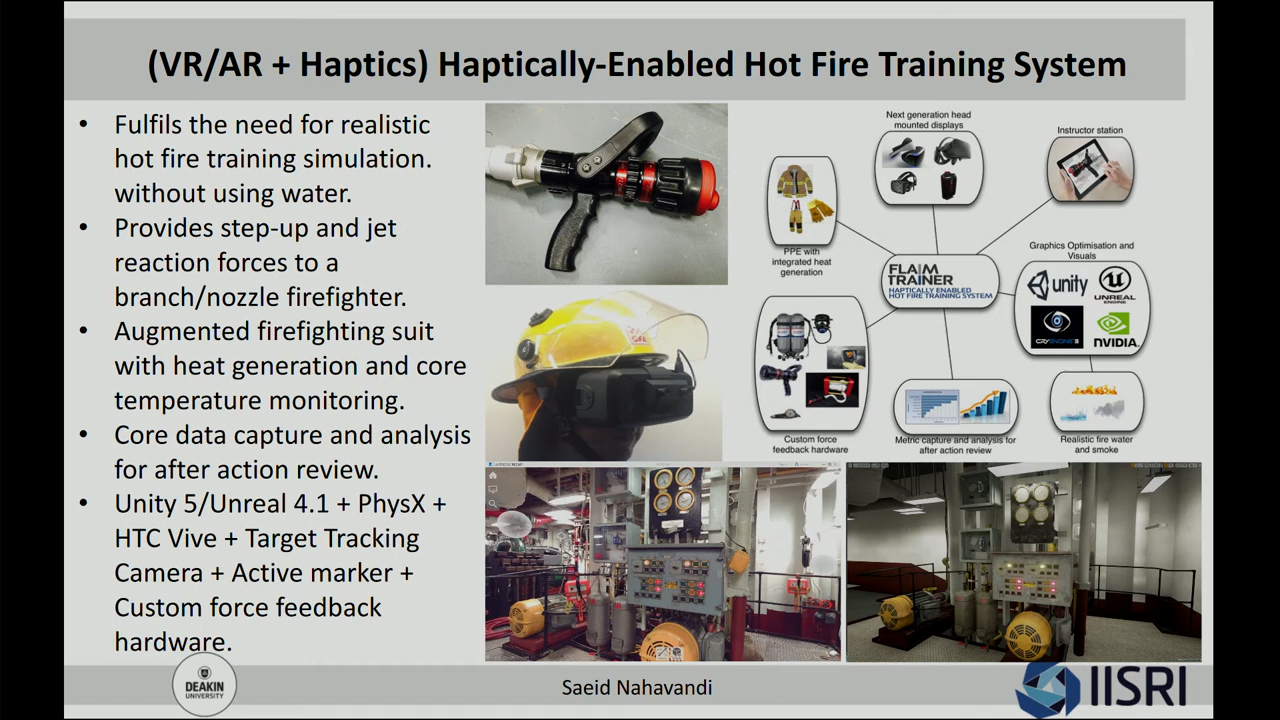 (VR/AR + Haptics) Haptically-Enabled Hot Fire Training System
• Fulfils the need for realistic
hot fire training simulation.
without using water.
• Provides step-up and jet
reaction forces to a
branch/nozzle firefighter.
• Augmented firefighting suit
with heat generation and core
temperature monitoring.
• Core data capture and analysis
for after action review.
• Unity 5/Unreal 4.1 + PhysX +
HTC Vive + Target Tracking
Camera + Active marker +
Custom force feedback
hardware.
Next generation head
mounted displays
Instructor station
PPE with
integrated heat
generation
FLAIM
TRAINER
HAPTICALLY ENABLED
HOT FIRE TRAINING SYSTEM
Graphics Optimisation and
Visuals
unity
UNREAL
ENGINE
CRYENGINE
NVIDIA.
Custom force
feedback hardware
Metric capture and analysis for
after action review
Realistic fire water
and smoke
DEAKIN
UNIVERSITY
Saeid Nahavandi
IISRI